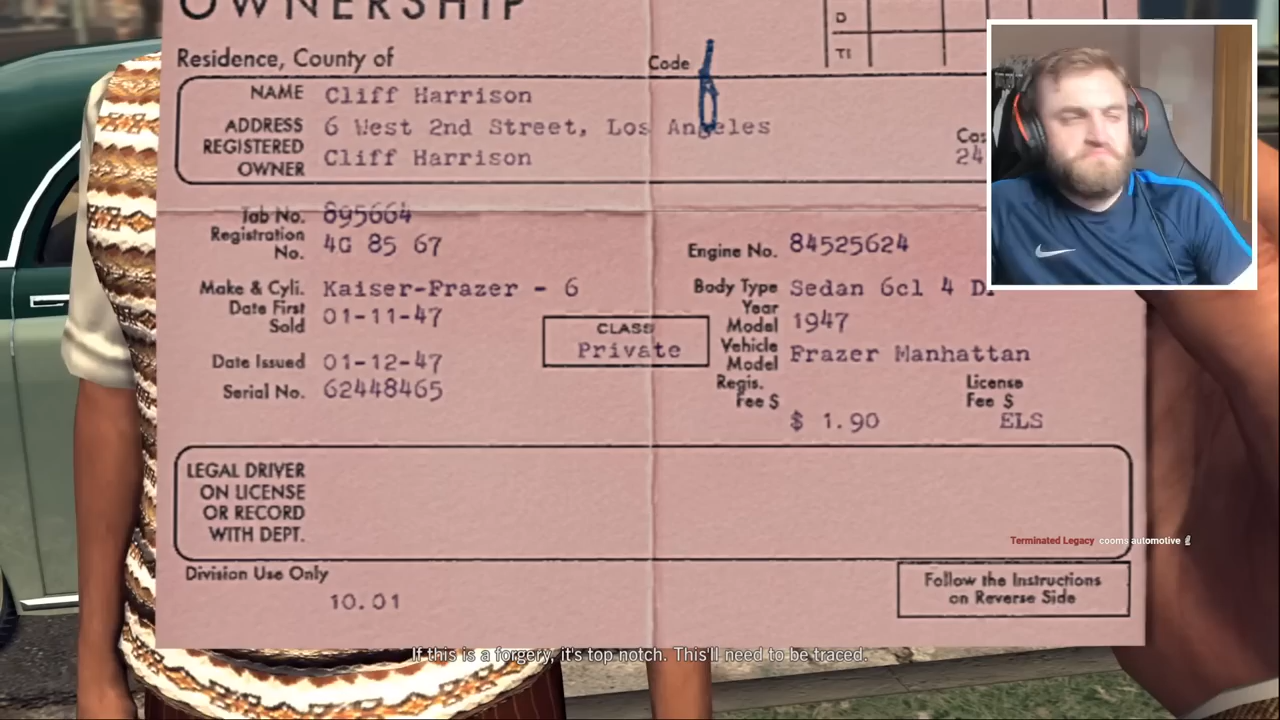 OWNERSHIP
D
TI
Residence, County of
Code
NAME Cliff Harrison
ADDRESS 6 West 2nd Street, Los Angeles
REGISTERED OWNER Cliff Harrison
24
Tab No. 895664
Registration No. 4G 85 67
Engine No. 84525624
Make & Cyli. Kaiser-Frazer - 6
Body Type Sedan 6cl 4 D
Date First Sold 01-11-47
CLASS
Private
Year Model 1947
Date Issued 01-12-47
Vehicle Model Frazer Manhattan
Serial No. 62448465
Regis. Fee $
License Fee $
$ 1.90
ELS
LEGAL DRIVER
ON LICENSE
OR RECORD
WITH DEPT.
Terminated Legacy cooms automotive
Division Use Only
10.01
Follow the Instructions
on Reverse Side
If this is a forgery, it's top notch. This'll need to be traced.